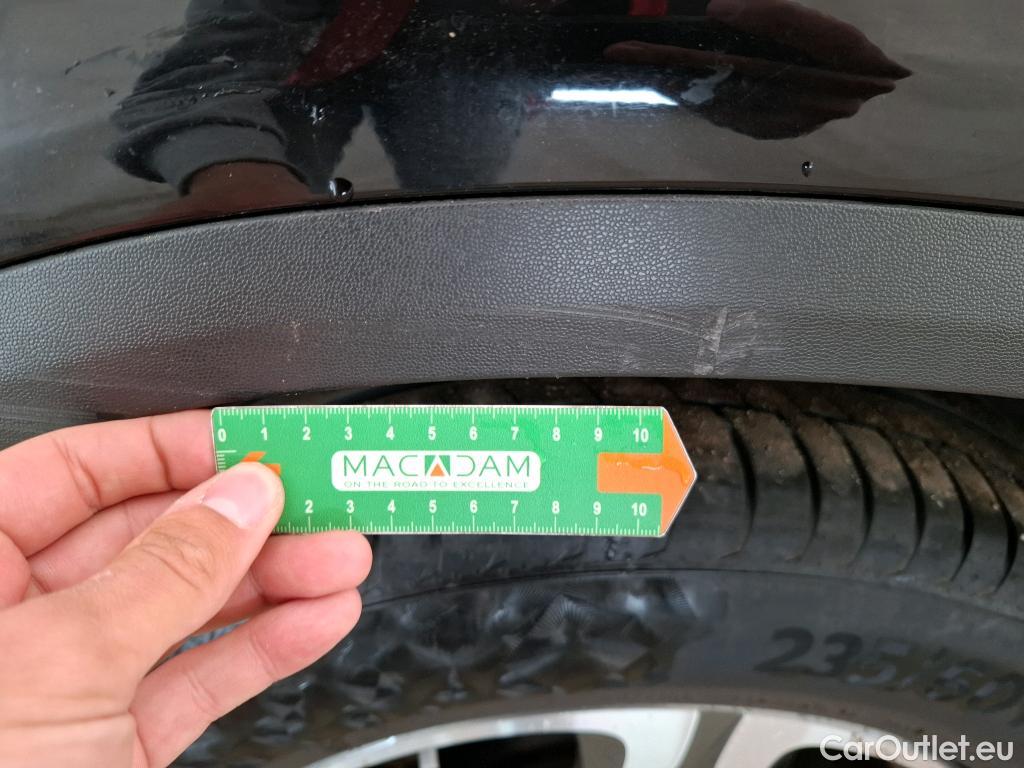 0 1 2 3 4 5 6 7 8 9 10
MACADAM
ON THE ROAD TO EXCELLENCE
2 3 4 5 6 7 8 9 10
235/60
CarOutlet.eu